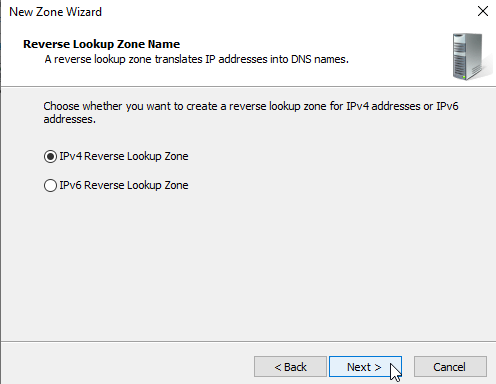 New Zone Wizard
Reverse Lookup Zone Name
A reverse lookup zone translates IP addresses into DNS names.
Choose whether you want to create a reverse lookup zone for IPv4 addresses or IPv6
addresses.
IPv4 Reverse Lookup Zone
IPv6 Reverse Lookup Zone
< Back
Next >
Cancel